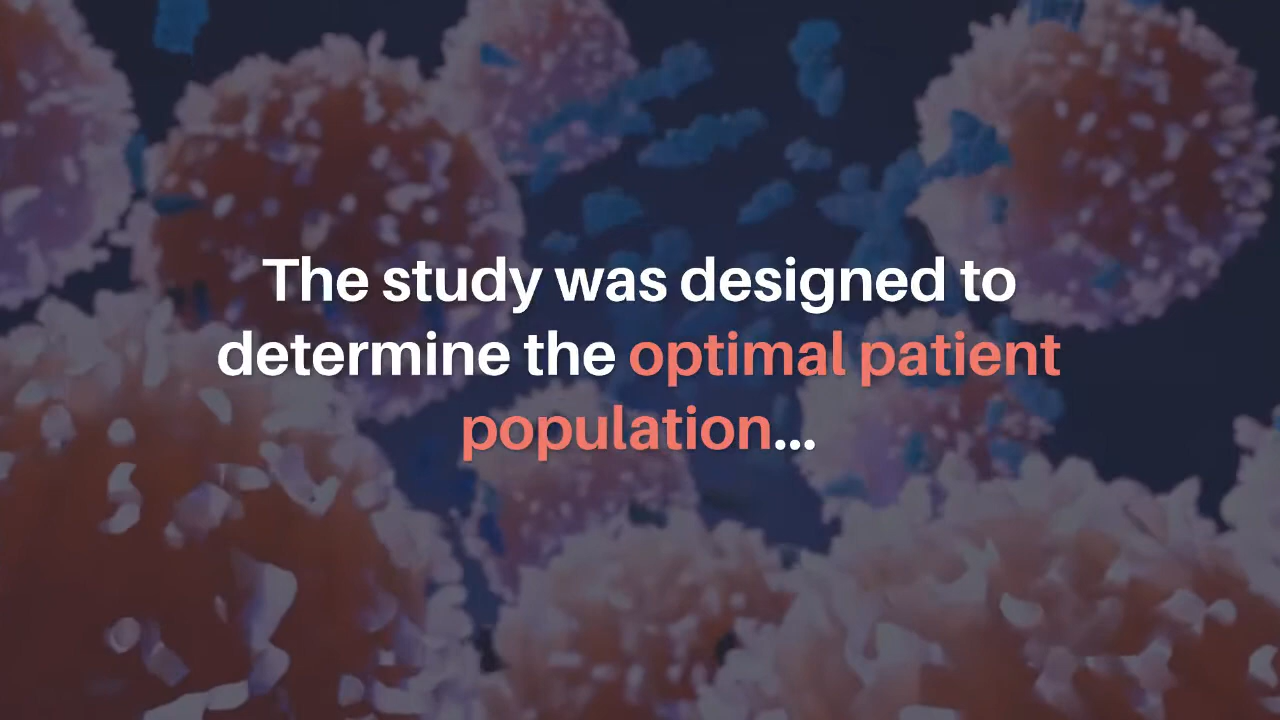 The study was designed to
determine the optimal patient
population...